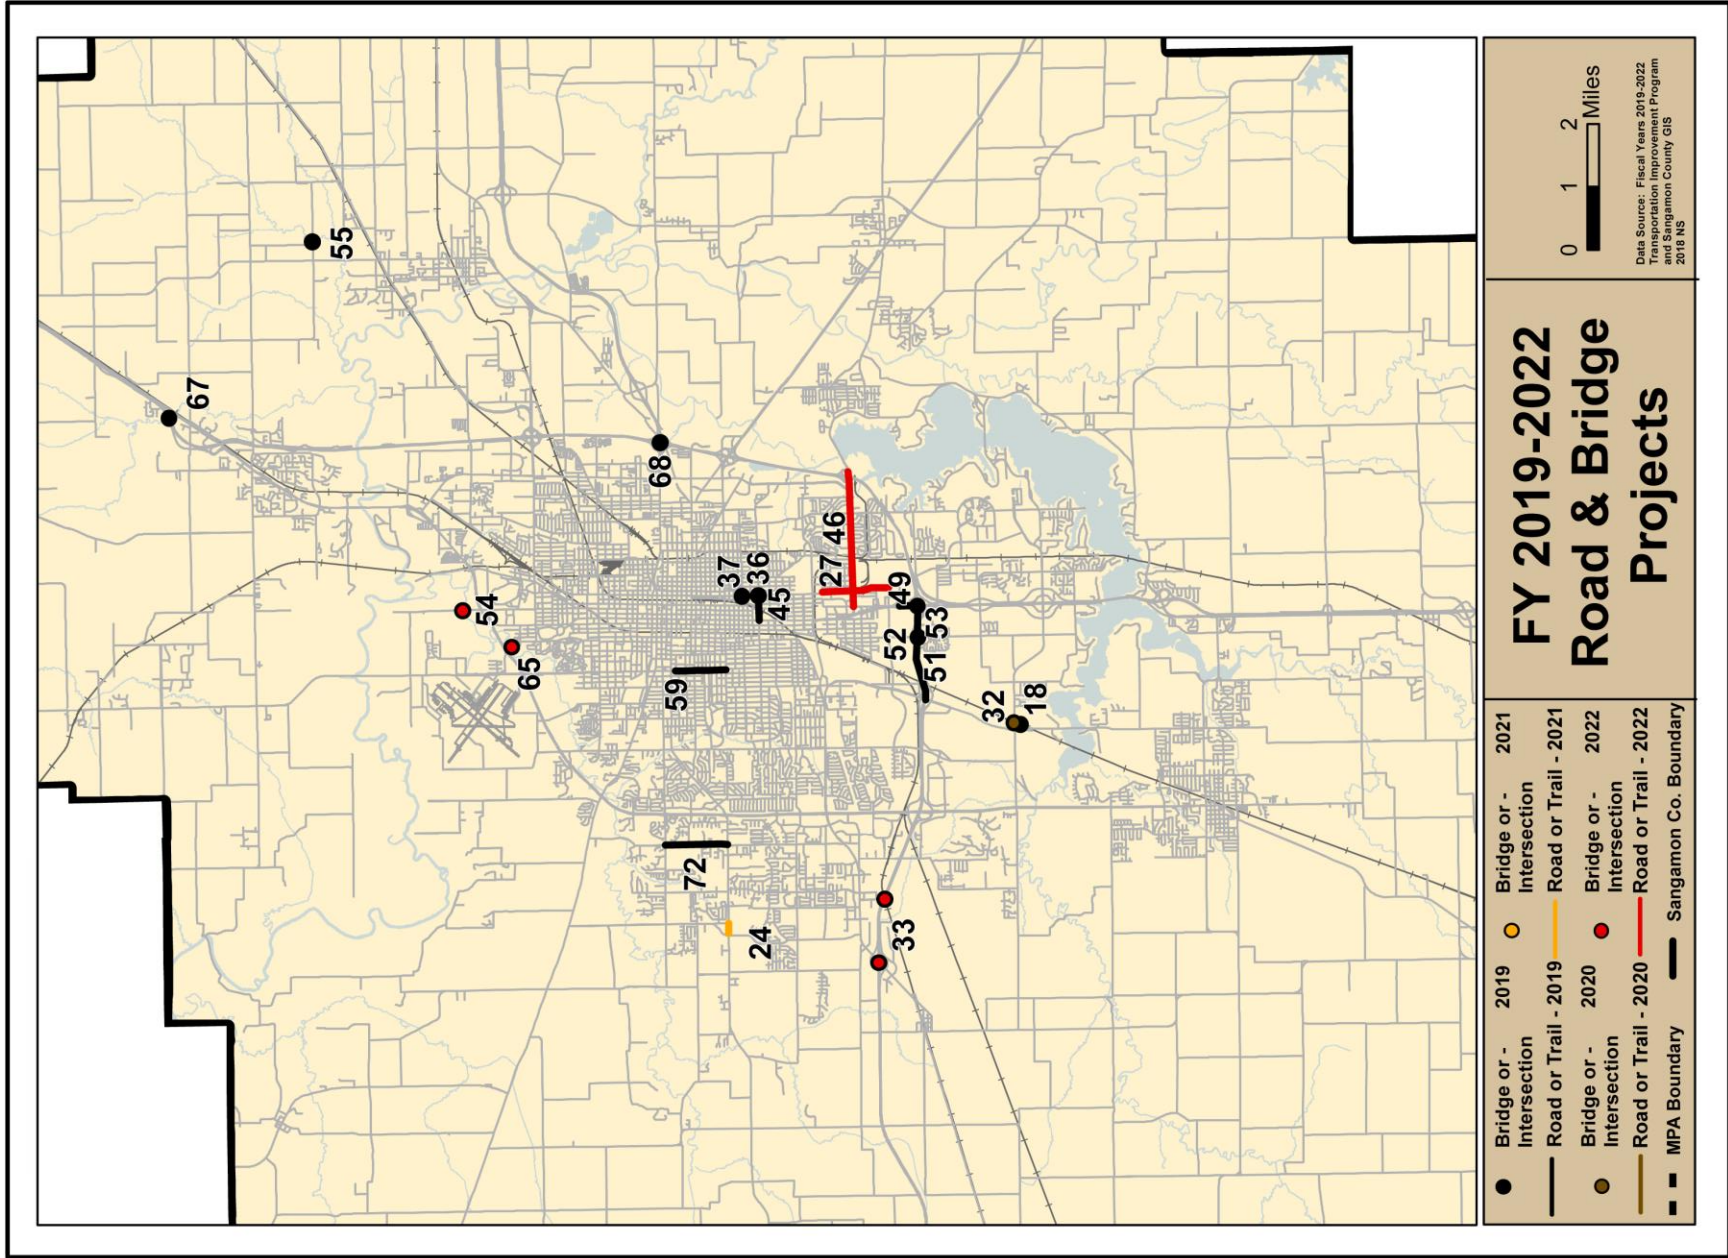 67
55
54
65
68
37
36
45
59
27
46
49
52
53
51
32
18
72
24
33
FY 2019-2022
Road & Bridge
Projects
0 1 2
Miles
Data Source: Fiscal Years 2019-2022
Transportation Improvement Program
and Sangamon County GIS
2018 NS
Bridge or - 2019
Intersection
Road or Trail - 2019
Bridge or - 2020
Intersection
Road or Trail - 2020
MPA Boundary
Bridge or - 2021
Intersection
Road or Trail - 2021
Bridge or - 2022
Intersection
Road or Trail - 2022
Sangamon Co. Boundary